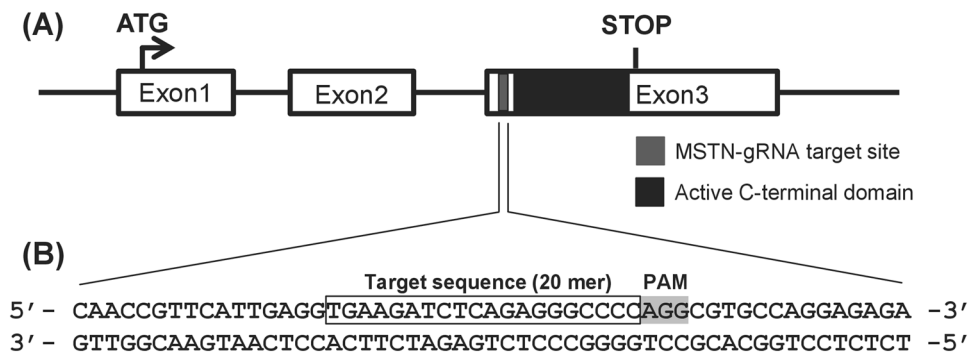 (A)
ATG
STOP
Exon1
Exon2
Exon3
MSTN-gRNA target site
Active C-terminal domain
(B)
Target sequence (20 mer)
PAM
5′– CAACCGTTCATTGAGGTGAAGATCTCAGAGGGCCCCAGGCGTGCCAGGAGAGA –3′
3′– GTTGGCAAGTAACTCCACTTCTAGAGTCTCCCGGGGTCCGCACGGTCCTCTCT –5′